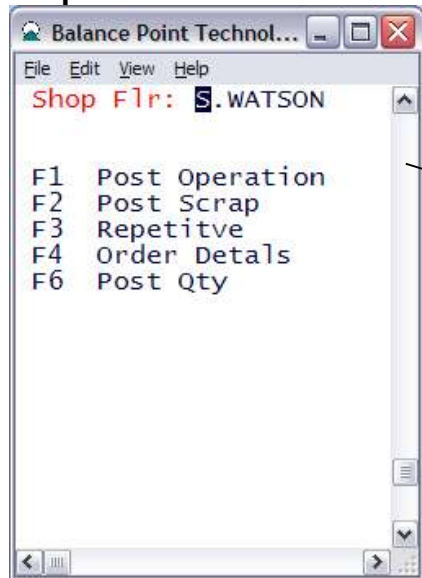 Balance Point Technol...
File Edit View Help
Shop Flr: S.WATSON
F1 Post Operation
F2 Post Scrap
F3 Repetitve
F4 Order Detals
F6 Post Qty